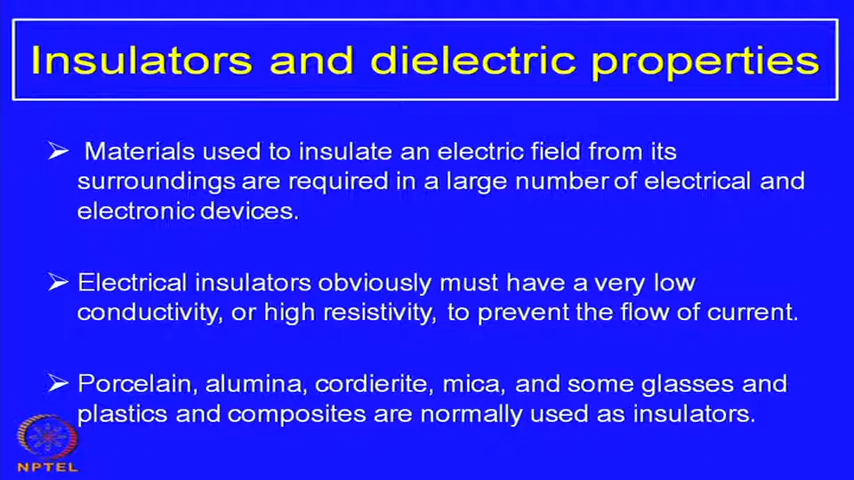 Insulators and dielectric properties
➢ Materials used to insulate an electric field from its
surroundings are required in a large number of electrical and
electronic devices.
➢ Electrical insulators obviously must have a very low
conductivity, or high resistivity, to prevent the flow of current.
➢ Porcelain, alumina, cordierite, mica, and some glasses and
plastics and composites are normally used as insulators.
NPTEL